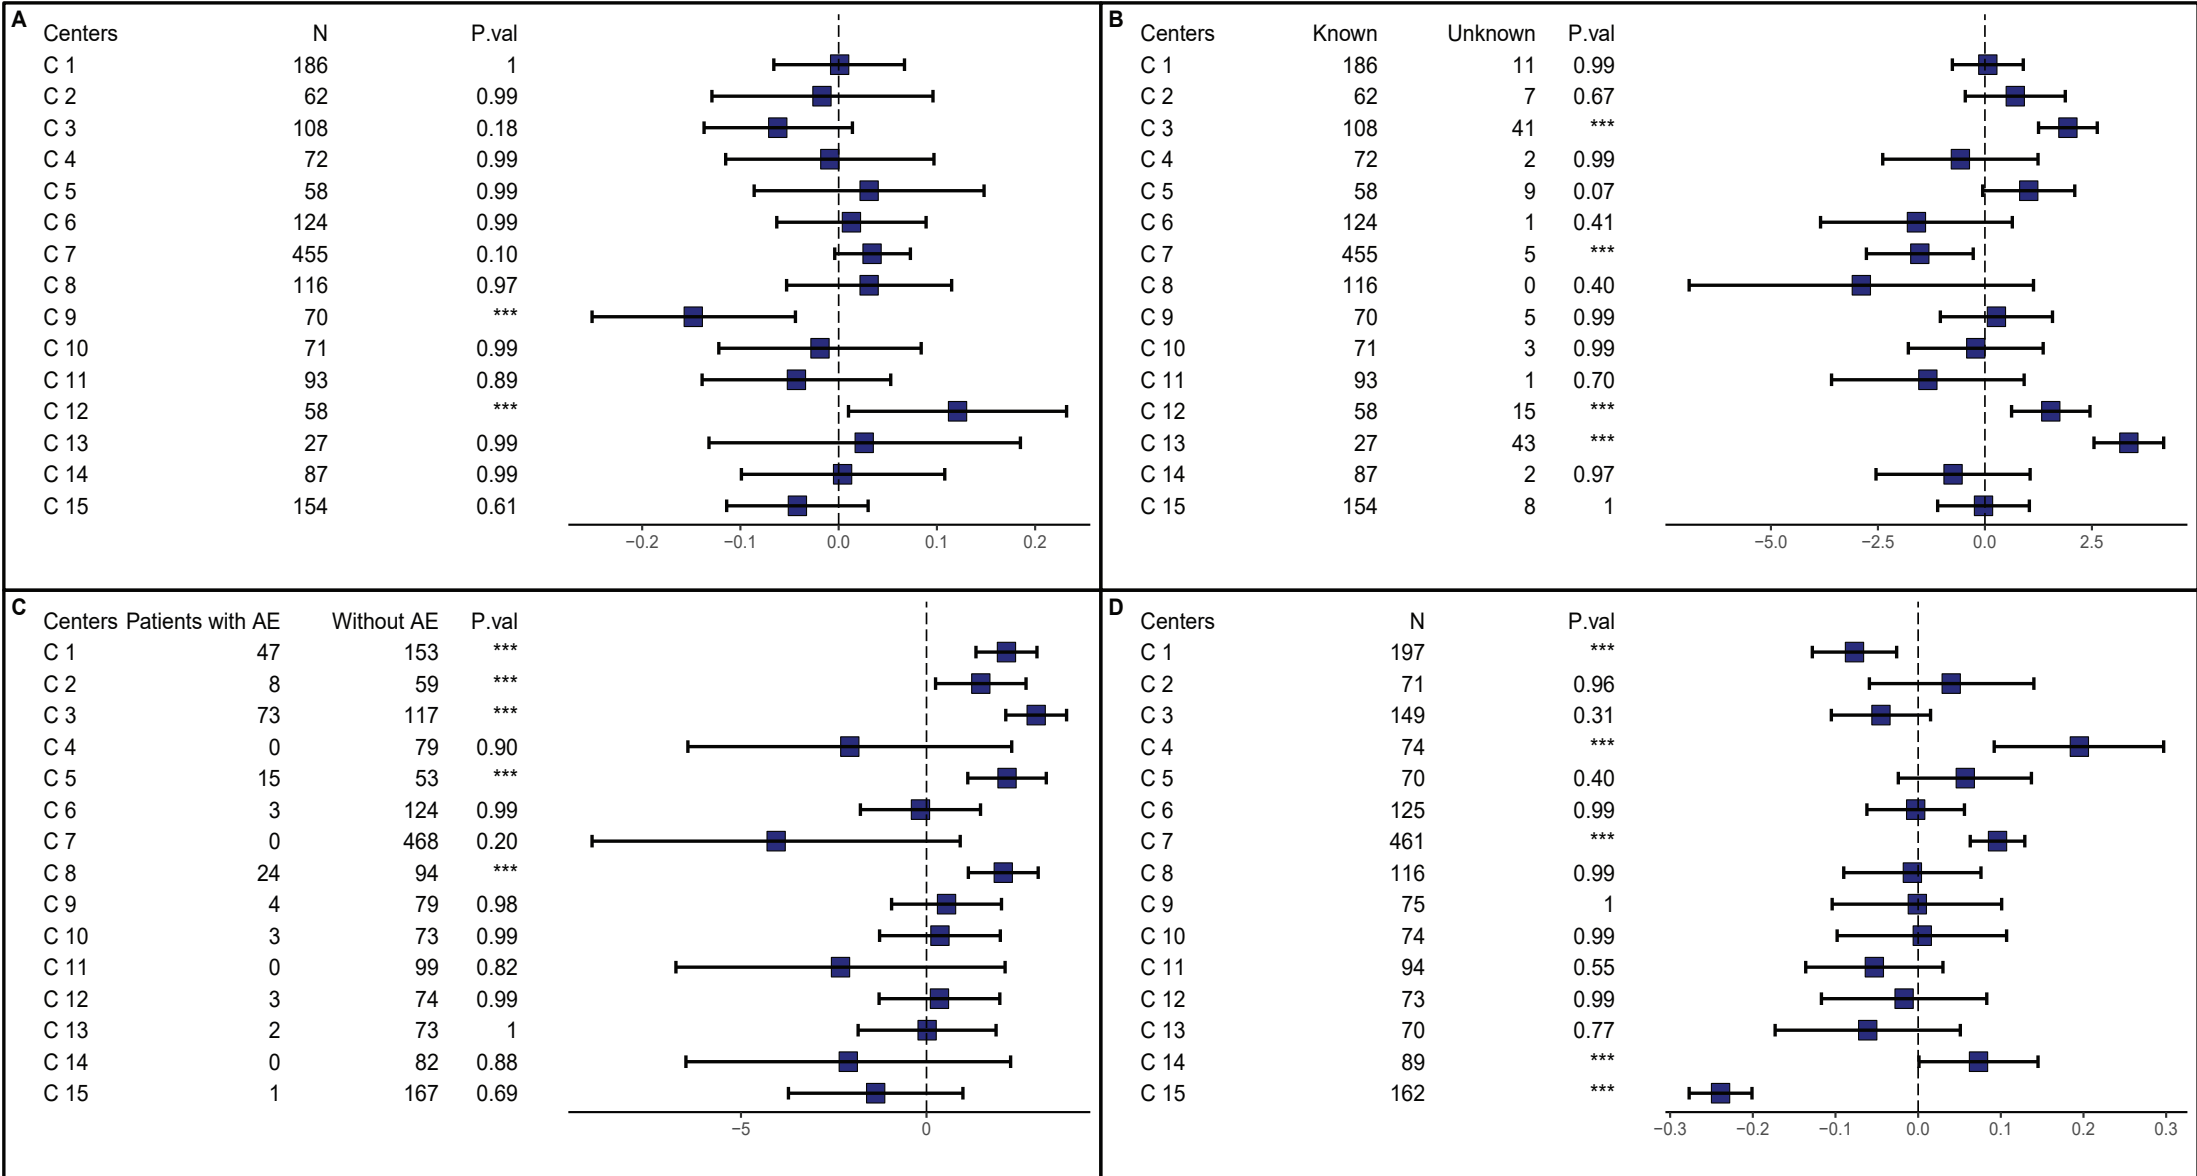 A
Centers N P.val
C 1 186 1
C 2 62 0.99
C 3 108 0.18
C 4 72 0.99
C 5 58 0.99
C 6 124 0.99
C 7 455 0.10
C 8 116 0.97
C 9 70 ***
C 10 71 0.99
C 11 93 0.89
C 12 58 ***
C 13 27 0.99
C 14 87 0.99
C 15 154 0.61
−0.2 −0.1 0.0 0.1 0.2
B
Centers Known Unknown P.val
C 1 186 11 0.99
C 2 62 7 0.67
C 3 108 41 ***
C 4 72 2 0.99
C 5 58 9 0.07
C 6 124 1 0.41
C 7 455 5 ***
C 8 116 0 0.40
C 9 70 5 0.99
C 10 71 3 0.99
C 11 93 1 0.70
C 12 58 15 ***
C 13 27 43 ***
C 14 87 2 0.97
C 15 154 8 1
−5.0 −2.5 0.0 2.5
C
Centers Patients with AE Without AE P.val
C 1 47 153 ***
C 2 8 59 ***
C 3 73 117 ***
C 4 0 79 0.90
C 5 15 53 ***
C 6 3 124 0.99
C 7 0 468 0.20
C 8 24 94 ***
C 9 4 79 0.98
C 10 3 73 0.99
C 11 0 99 0.82
C 12 3 74 0.99
C 13 2 73 1
C 14 0 82 0.88
C 15 1 167 0.69
−5 0
D
Centers N P.val
C 1 197 ***
C 2 71 0.96
C 3 149 0.31
C 4 74 ***
C 5 70 0.40
C 6 125 0.99
C 7 461 ***
C 8 116 0.99
C 9 75 1
C 10 74 0.99
C 11 94 0.55
C 12 73 0.99
C 13 70 0.77
C 14 89 ***
C 15 162 ***
−0.3 −0.2 −0.1 0.0 0.1 0.2 0.3